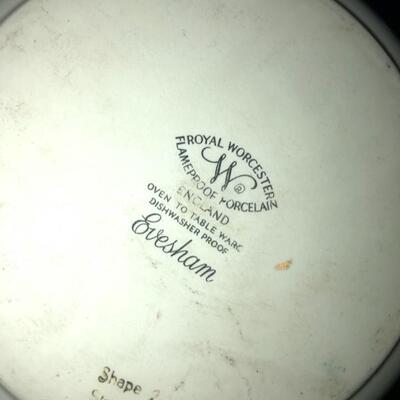 ROYAL WORCESTER
FLAMEPROOF PORCELAIN
W
ENGLAND
OVEN TO TABLE WARE
DISHWASHER PROOF
Evesham
Shape